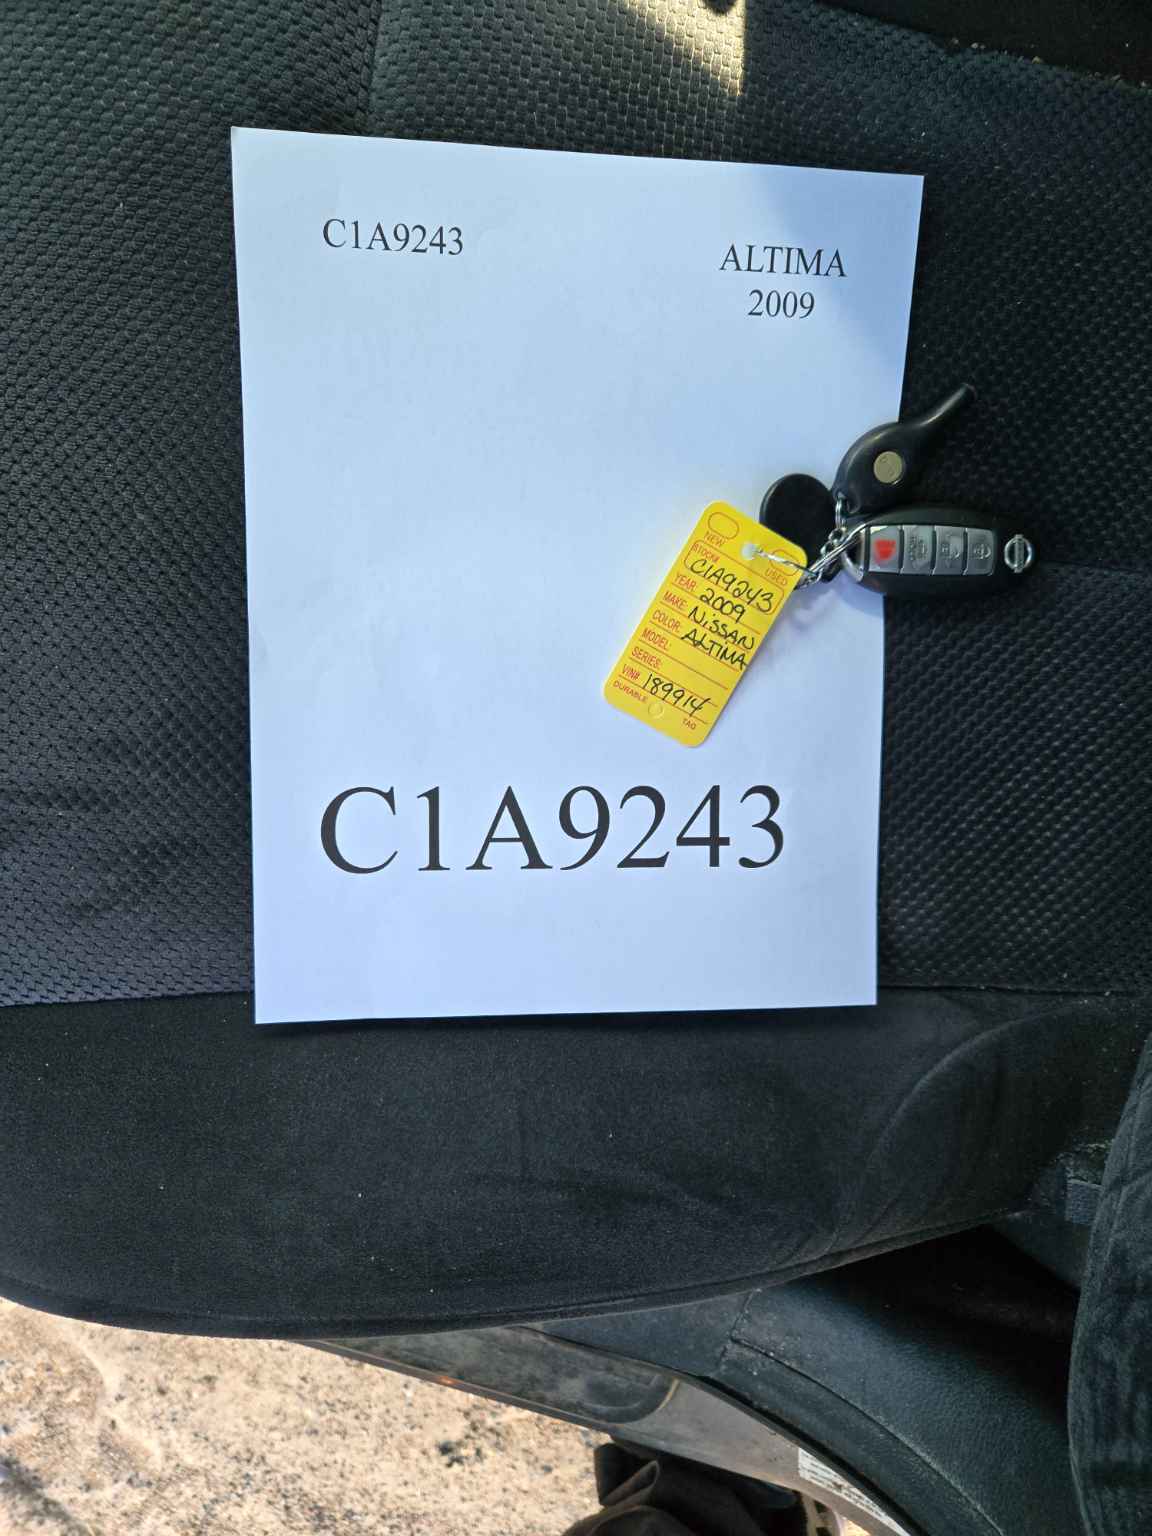 C1A9243
ALTIMA
2009
NEW
USED
STOCK# C1A9243
YEAR: 2009
MAKE: NISSAN
COLOR: ALTIMA
MODEL:
SERIES:
VIN# 189914
DURABLE TAG
C1A9243